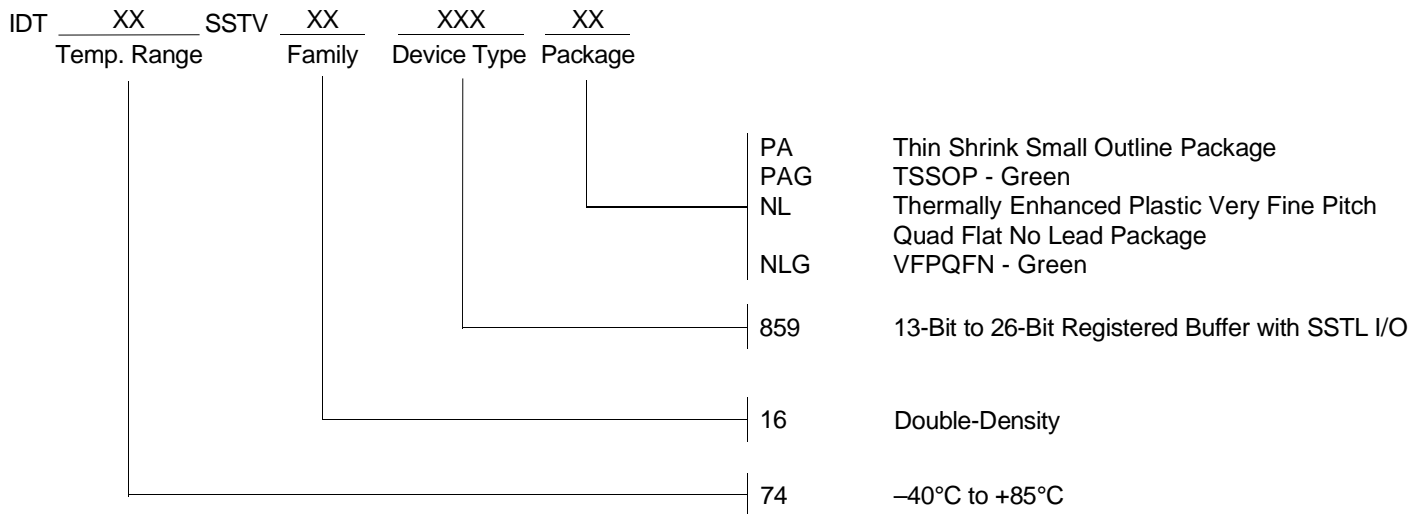 IDT XX SSTV XX XXX XX
Temp. Range Family Device Type Package
PA Thin Shrink Small Outline Package
PAG TSSOP - Green
NL Thermally Enhanced Plastic Very Fine Pitch
Quad Flat No Lead Package
NLG VFPQFN - Green
859 13-Bit to 26-Bit Registered Buffer with SSTL I/O
16 Double-Density
74 –40°C to +85°C